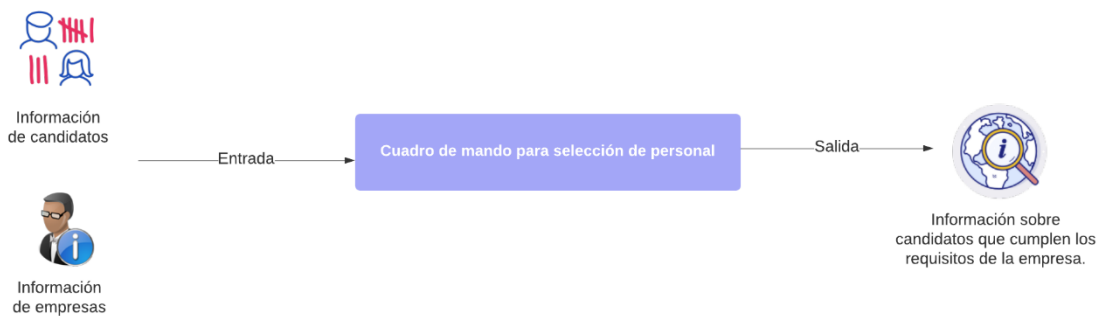 Información
de candidatos
Entrada
Información
de empresas
Cuadro de mando para selección de personal
Salida
i
Información sobre
candidatos que cumplen los
requisitos de la empresa.